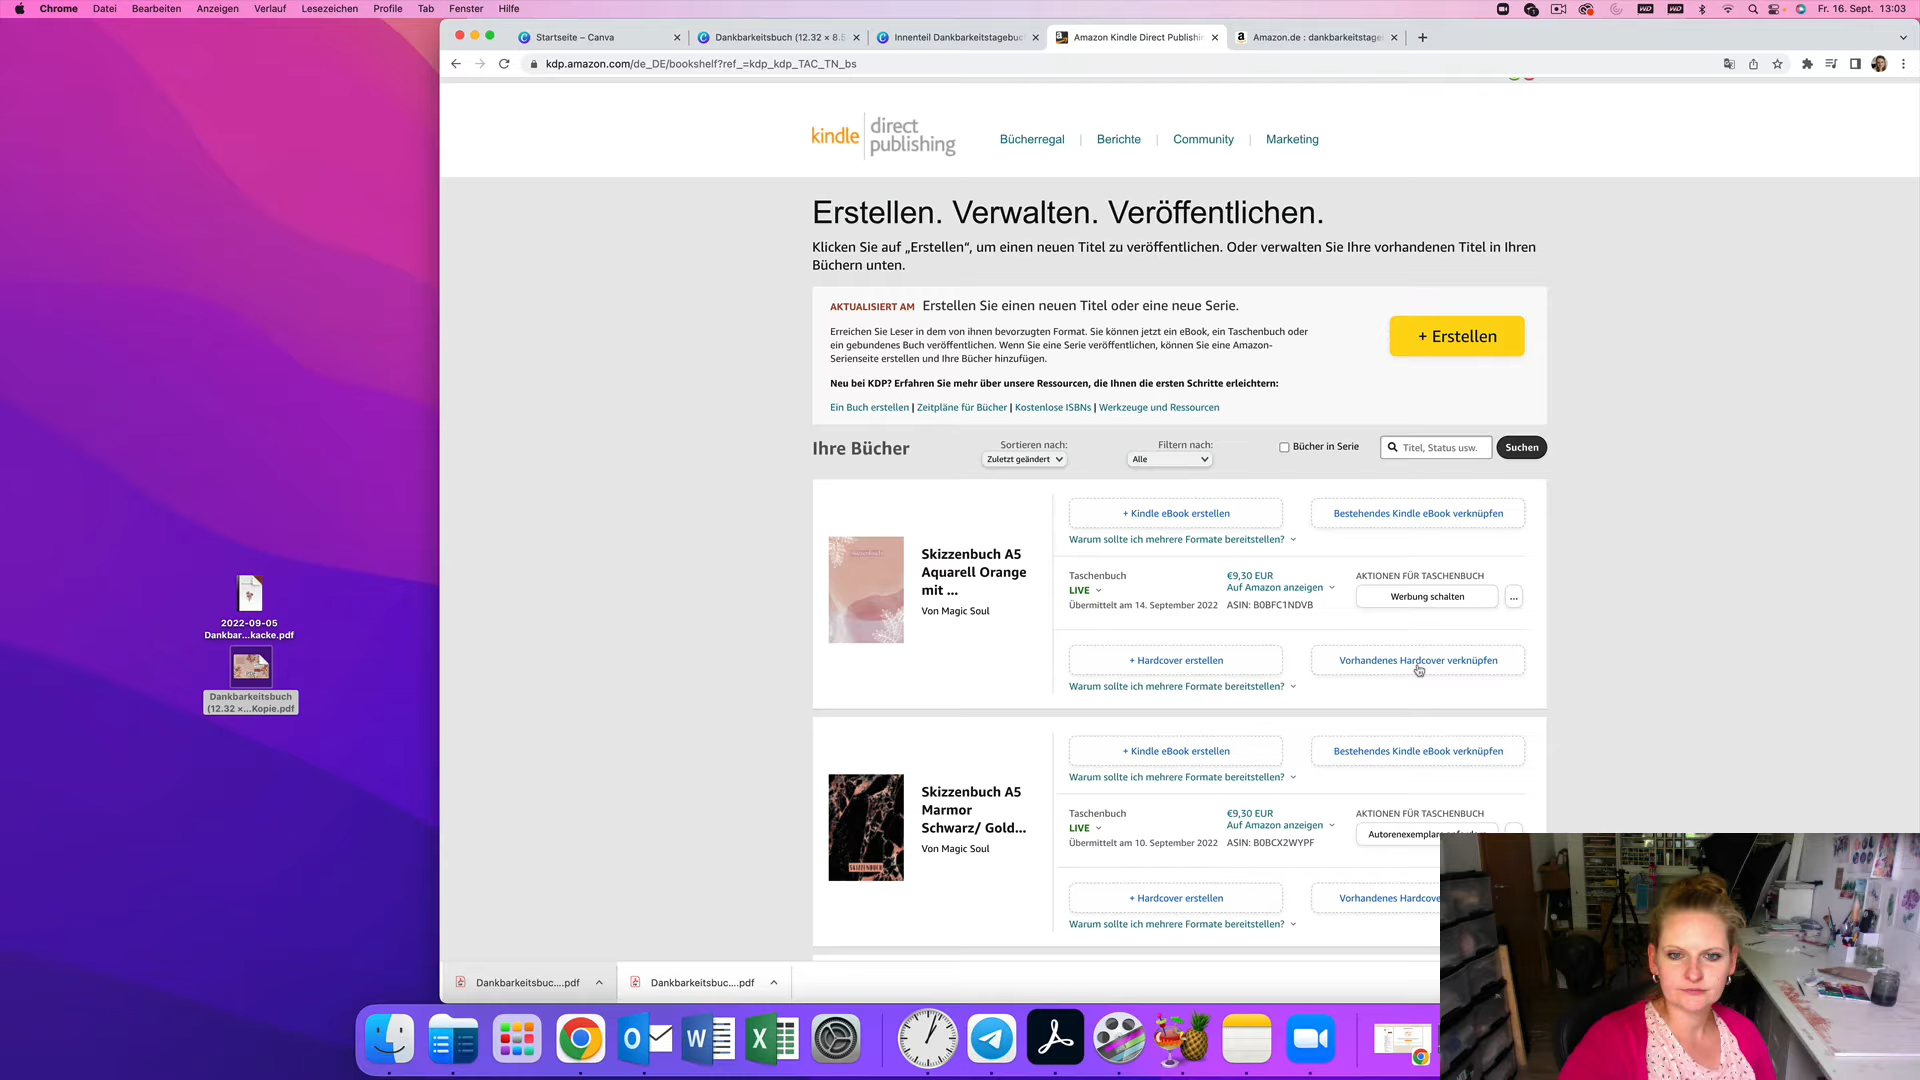 Chrome Datei Bearbeiten Anzeigen Verlauf Lesezeichen Profile Tab Fenster Hilfe
Fr. 16. Sept. 13:03
Startseite – Canva
Dankbarkeitsbuch (12.32 × 8.5
Innenteil Dankbarkeitstagebuc
Amazon Kindle Direct Publishin
Amazon.de : dankbarkeitstage
kdp.amazon.com/de_DE/bookshelf?ref_=kdp_kdp_TAC_TN_bs
kindle direct publishing
Bücherregal | Berichte | Community | Marketing
Erstellen. Verwalten. Veröffentlichen.
Klicken Sie auf „Erstellen“, um einen neuen Titel zu veröffentlichen. Oder verwalten Sie Ihre vorhandenen Titel in Ihren
Büchern unten.
AKTUALISIERT AM Erstellen Sie einen neuen Titel oder eine neue Serie.
Erreichen Sie Leser in dem von ihnen bevorzugten Format. Sie können jetzt ein eBook, ein Taschenbuch oder
ein gebundenes Buch veröffentlichen. Wenn Sie eine Serie veröffentlichen, können Sie eine Amazon-
Serienseite erstellen und Ihre Bücher hinzufügen.
+ Erstellen
Neu bei KDP? Erfahren Sie mehr über unsere Ressourcen, die Ihnen die ersten Schritte erleichtern:
Ein Buch erstellen | Zeitpläne für Bücher | Kostenlose ISBNs | Werkzeuge und Ressourcen
Ihre Bücher
Sortieren nach:
Zuletzt geändert
Filtern nach:
Alle
Bücher in Serie
Titel, Status usw.
Suchen
Skizzenbuch A5
Aquarell Orange
mit ...
Von Magic Soul
+ Kindle eBook erstellen
Bestehendes Kindle eBook verknüpfen
Warum sollte ich mehrere Formate bereitstellen?
Taschenbuch
LIVE
Übermittelt am 14. September 2022
€9,30 EUR
Auf Amazon anzeigen
ASIN: B0BFC1NDVB
AKTIONEN FÜR TASCHENBUCH
Werbung schalten
...
+ Hardcover erstellen
Vorhandenes Hardcover verknüpfen
Warum sollte ich mehrere Formate bereitstellen?
SKIZZENBUCH
Skizzenbuch A5
Marmor
Schwarz/ Gold...
Von Magic Soul
+ Kindle eBook erstellen
Bestehendes Kindle eBook verknüpfen
Warum sollte ich mehrere Formate bereitstellen?
Taschenbuch
LIVE
Übermittelt am 10. September 2022
€9,30 EUR
Auf Amazon anzeigen
ASIN: B0BCX2WYPF
AKTIONEN FÜR TASCHENBUCH
Autorenexemplare
+ Hardcover erstellen
Vorhandenes Hardcove
Warum sollte ich mehrere Formate bereitstellen?
2022-09-05
Dankbar...kacke.pdf
Dankbarkeitsbuch
(12.32 ×...Kopie.pdf
Dankbarkeitsbuc....pdf
Dankbarkeitsbuc....pdf